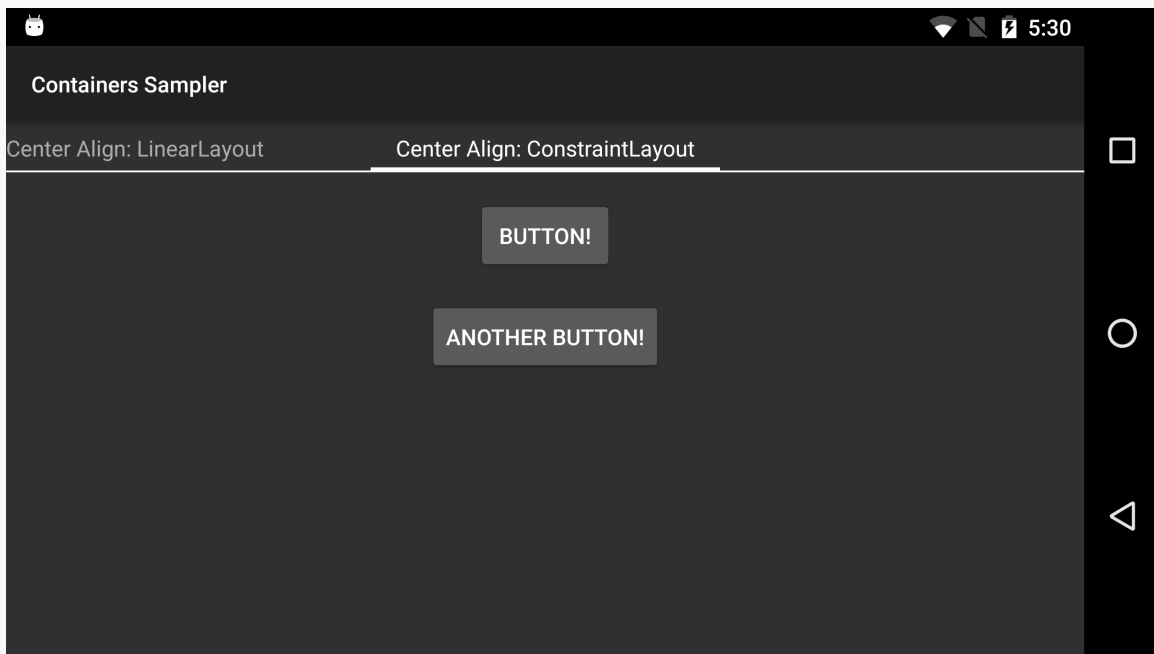 5:30
Containers Sampler
Center Align: LinearLayout
Center Align: ConstraintLayout
BUTTON!
ANOTHER BUTTON!